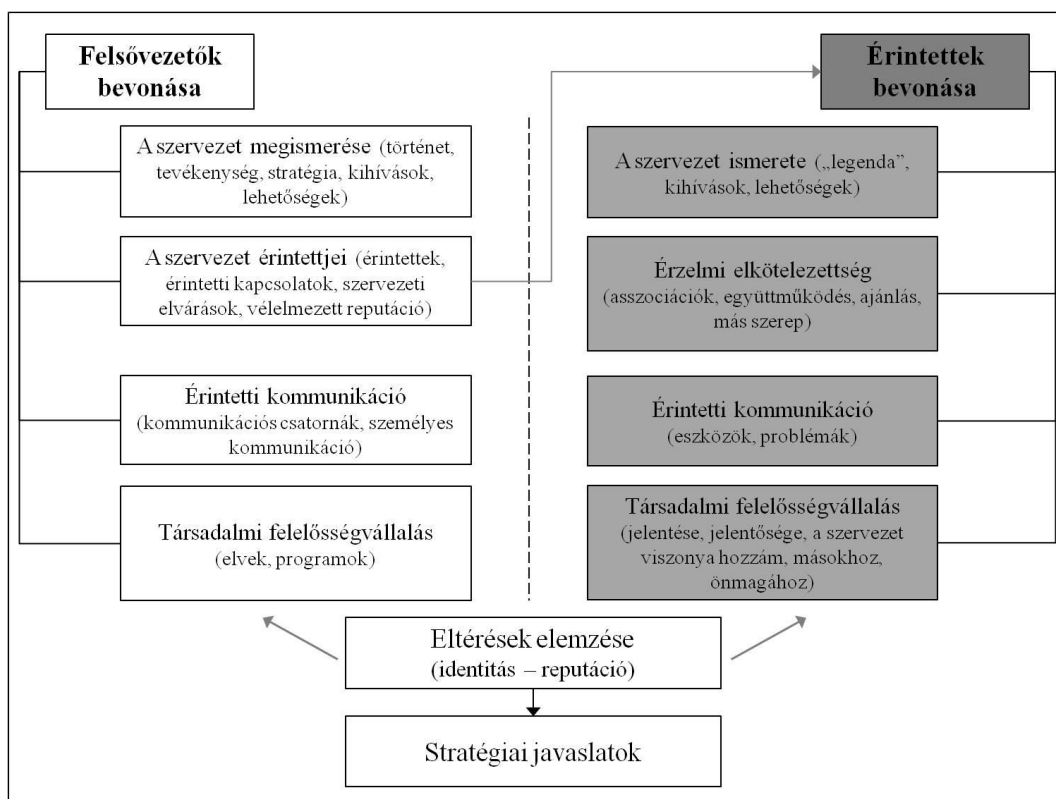 Felsővezetők
bevonása
A szervezet megismerése (történet,
tevékenység, stratégia, kihívások,
lehetőségek)
A szervezet érintettjei (érintettek,
érintetti kapcsolatok, szervezeti
elvárások, vélelmezett reputáció)
Érintetti kommunikáció
(kommunikációs csatornák, személyes
kommunikáció)
Társadalmi felelősségvállalás
(elvek, programok)
Érintettek
bevonása
A szervezet ismerete („legenda”,
kihívások, lehetőségek)
Érzelmi elkötelezettség
(asszociációk, együttműködés, ajánlás,
más szerep)
Érintetti kommunikáció
(eszközök, problémák)
Társadalmi felelősségvállalás
(jelentése, jelentősége, a szervezet
viszonya hozzám, másokhoz,
önmagához)
Eltérések elemzése
(identitás – reputáció)
Stratégiai javaslatok